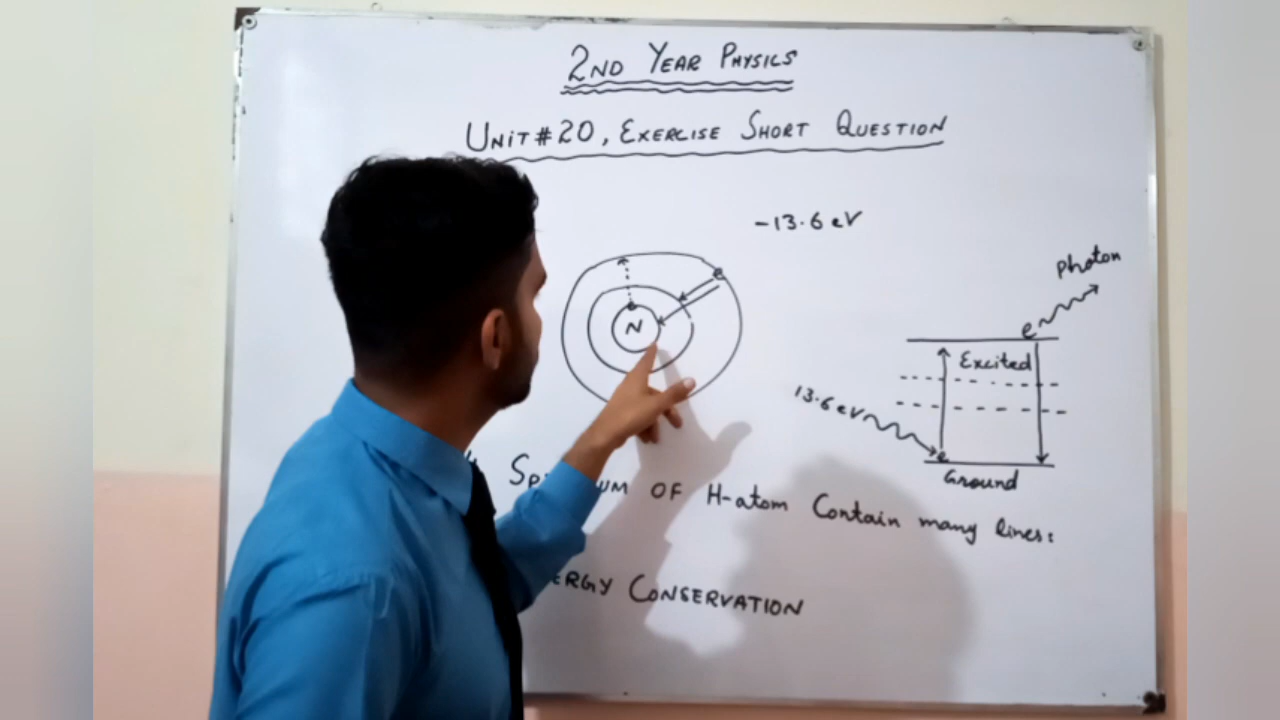 2ND YEAR PHYSICS
UNIT #20, EXERCISE SHORT QUESTION
-13.6 eV
Photon
e
N
e
Excited
13.6 eV
e
Ground
OF H-atom Contain many lines:
CONSERVATION